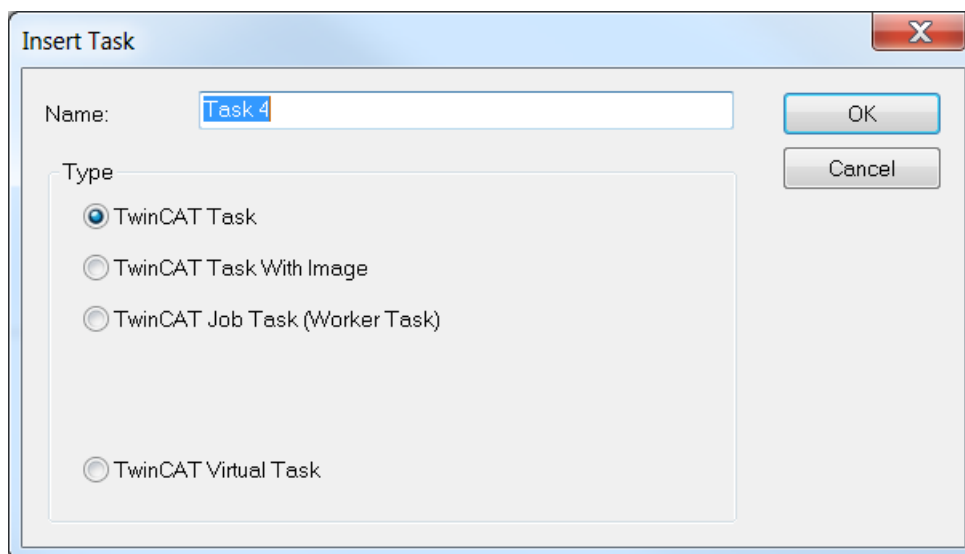 Insert Task
Name: Task 4 OK
Cancel
Type
TwinCAT Task
TwinCAT Task With Image
TwinCAT Job Task (Worker Task)
TwinCAT Virtual Task